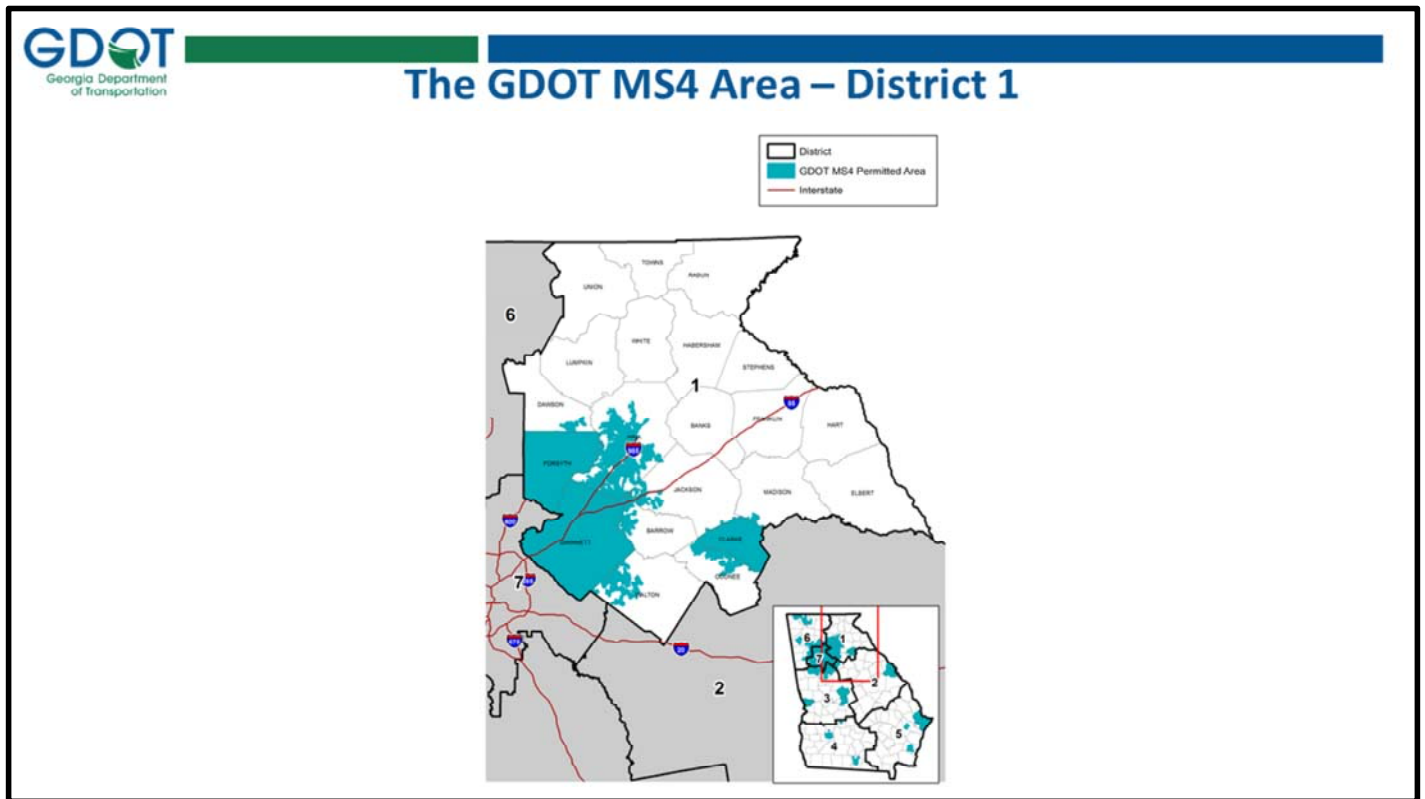 GDOT
Georgia Department
of Transportation
The GDOT MS4 Area – District 1
District
GDOT MS4 Permitted Area
Interstate
TOWNS
RABUN
UNION
6
WHITE
HABERSHAW
LUMPKIN
STEPHENS
1
DAWSON
85
BANKS
HART
985
FORSYTH
JACKSON
MADISON
ELBERT
BARROW
CLARKE
GWINNETT
OCONEE
7
WALTON
20
2
6
1
7
2
3
5
4